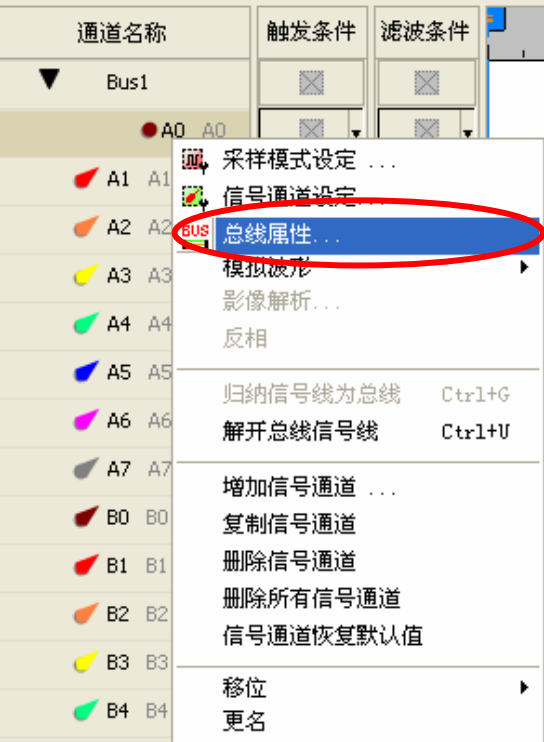 通道名称 触发条件 滤波条件
Bus1
A0 A0
采样模式设定 ...
A1 A1
信号通道设定...
A2 A2
BUS 总线属性...
模拟波形
A3 A3
影像解析...
A4 A4
反相
A5 A5
归纳信号线为总线 Ctrl+G
A6 A6
解开总线信号线 Ctrl+U
A7 A7
增加信号通道 ...
B0 B0
复制信号通道
B1 B1
删除信号通道
删除所有信号通道
B2 B2
信号通道恢复默认值
B3 B3
移位
B4 B4
更名